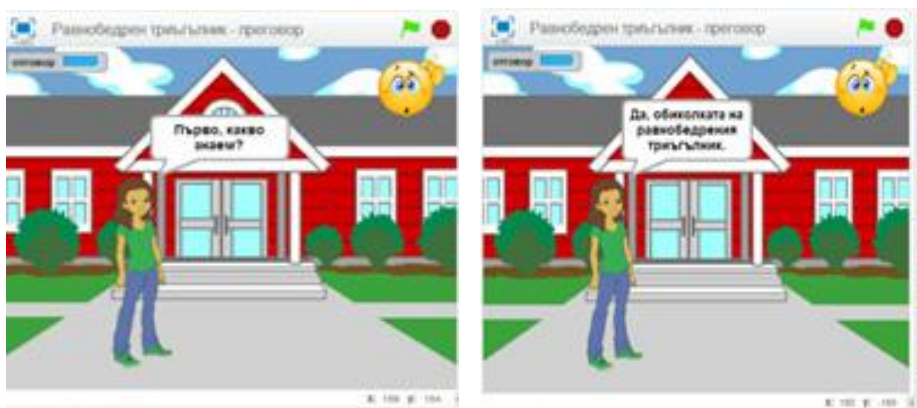 Равнобедрен триъгълник - преговор
отговор
Първо, какво
знаем?
Равнобедрен триъгълник - преговор
отговор
Да, обиколката на
равнобедрения
триъгълник.